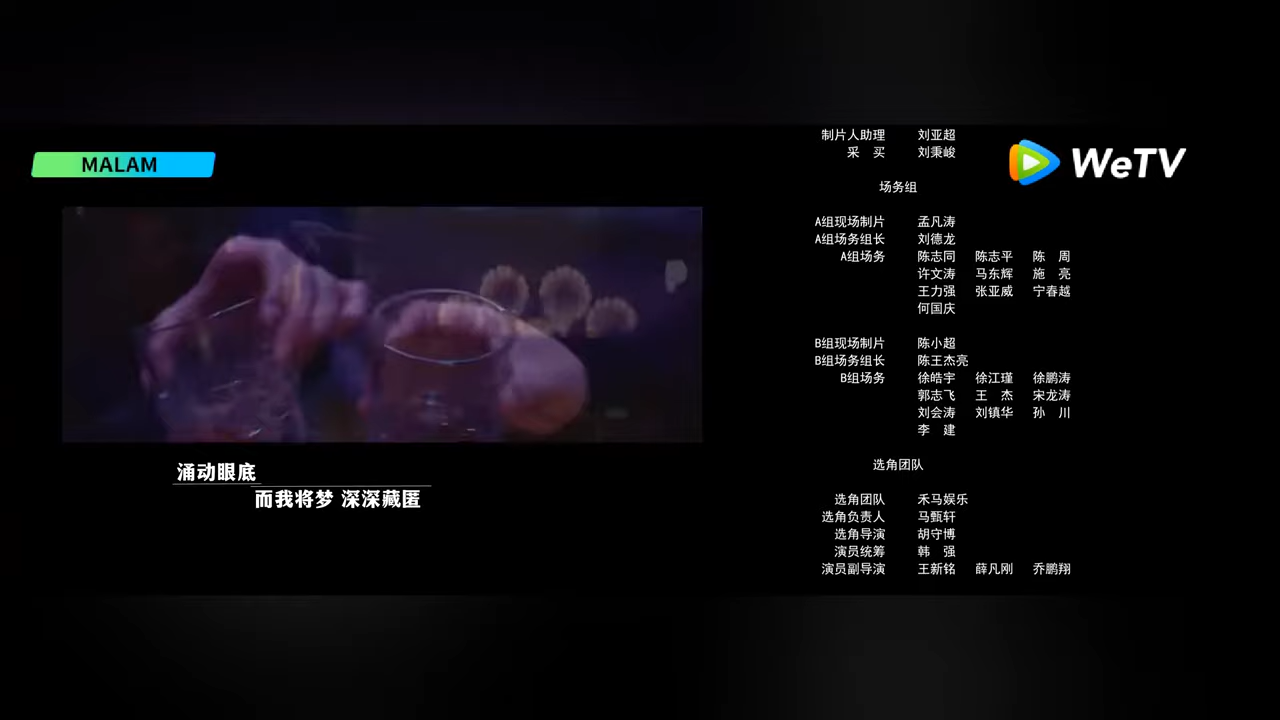 MALAM
WeTV
制片人助理 刘亚超
采 买 刘秉峻
场务组
A组现场制片 孟凡涛
A组场务组长 刘德龙
A组场务 陈志同 陈志平 陈 周
许文涛 马东辉 施 亮
王力强 张亚威 宁春越
何国庆
B组现场制片 陈小超
B组场务组长 陈王杰亮
B组场务 徐皓宇 徐江瑾 徐鹏涛
郭志飞 王 杰 宋龙涛
刘会涛 刘镇华 孙 川
李 建
选角团队
选角团队 禾马娱乐
选角负责人 马甄轩
选角导演 胡守博
演员统筹 韩 强
演员副导演 王新铭 薛凡刚 乔鹏翔
涌动眼底
而我将梦 深深藏匿